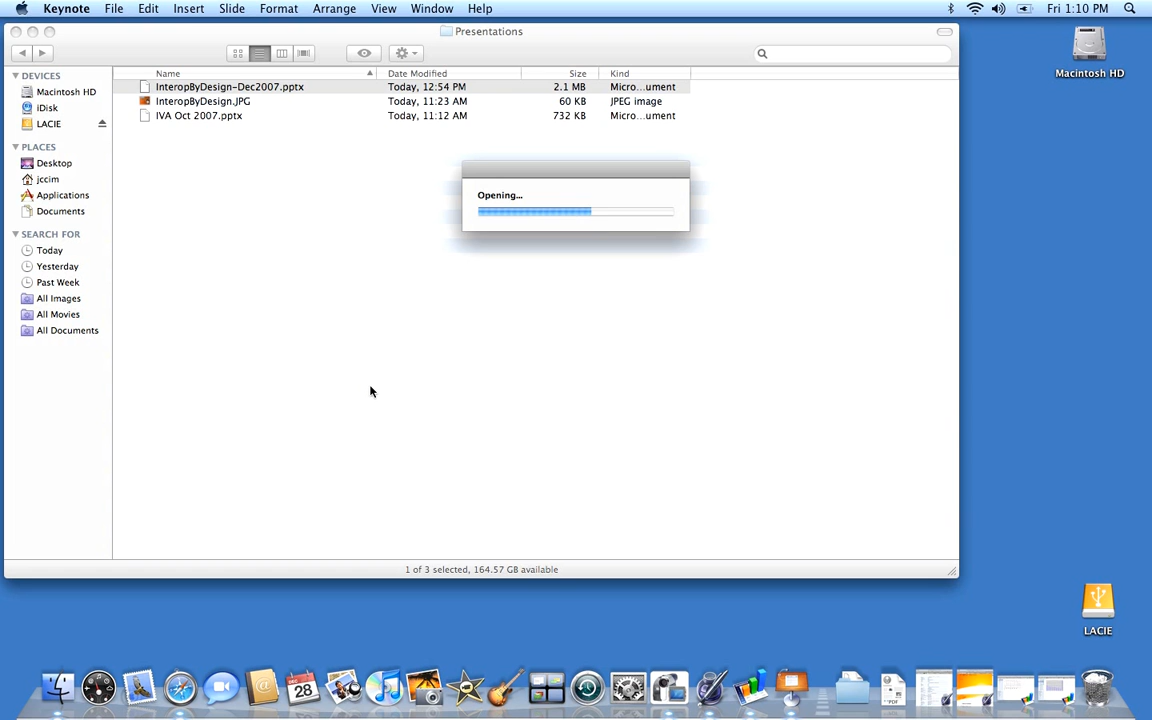 Keynote File Edit Insert Slide Format Arrange View Window Help Fri 1:10 PM
Presentations
Macintosh HD
Name Date Modified Size Kind
InteropByDesign-Dec2007.pptx Today, 12:54 PM 2.1 MB Micro...ument
InteropByDesign.JPG Today, 11:23 AM 60 KB JPEG image
IVA Oct 2007.pptx Today, 11:12 AM 732 KB Micro...ument
DEVICES
Macintosh HD
iDisk
LACIE
PLACES
Desktop
jccim
Applications
Documents
SEARCH FOR
Today
Yesterday
Past Week
All Images
All Movies
All Documents
Opening...
1 of 3 selected, 164.57 GB available
LACIE
DEC
28
PDF